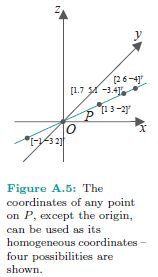 z
y
[2 6 −4]ᵀ
[1.7 5.1 −3.4]ᵀ
P
[1 3 −2]ᵀ
O
x
[−1 −3 2]ᵀ
Figure A.5: The
coordinates of any point
on P, except the origin,
can be used as its
homogeneous coordinates –
four possibilities are
shown.